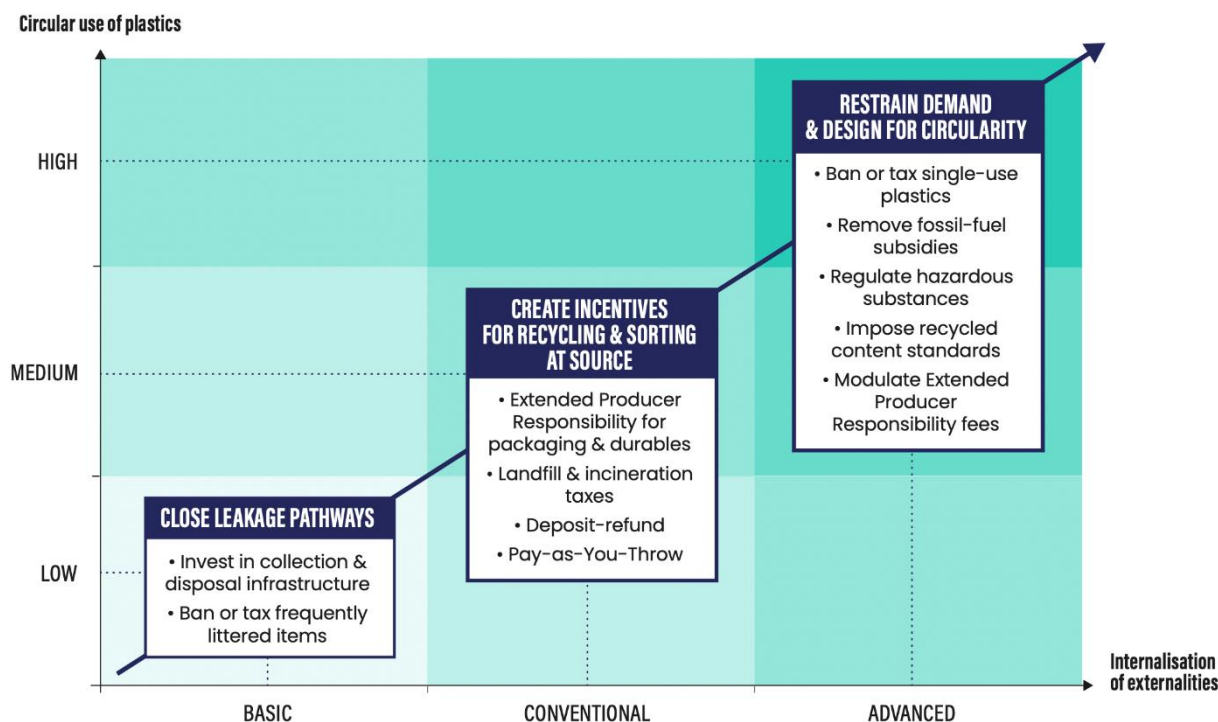 Circular use of plastics
HIGH
MEDIUM
LOW
RESTRAIN DEMAND
& DESIGN FOR CIRCULARITY
• Ban or tax single-use
plastics
• Remove fossil-fuel
subsidies
• Regulate hazardous
substances
• Impose recycled
content standards
• Modulate Extended
Producer
Responsibility fees
CREATE INCENTIVES
FOR RECYCLING & SORTING
AT SOURCE
• Extended Producer
Responsibility for
packaging & durables
• Landfill & incineration
taxes
• Deposit-refund
• Pay-as-You-Throw
CLOSE LEAKAGE PATHWAYS
• Invest in collection &
disposal infrastructure
• Ban or tax frequently
littered items
Internalisation
of externalities
BASIC
CONVENTIONAL
ADVANCED